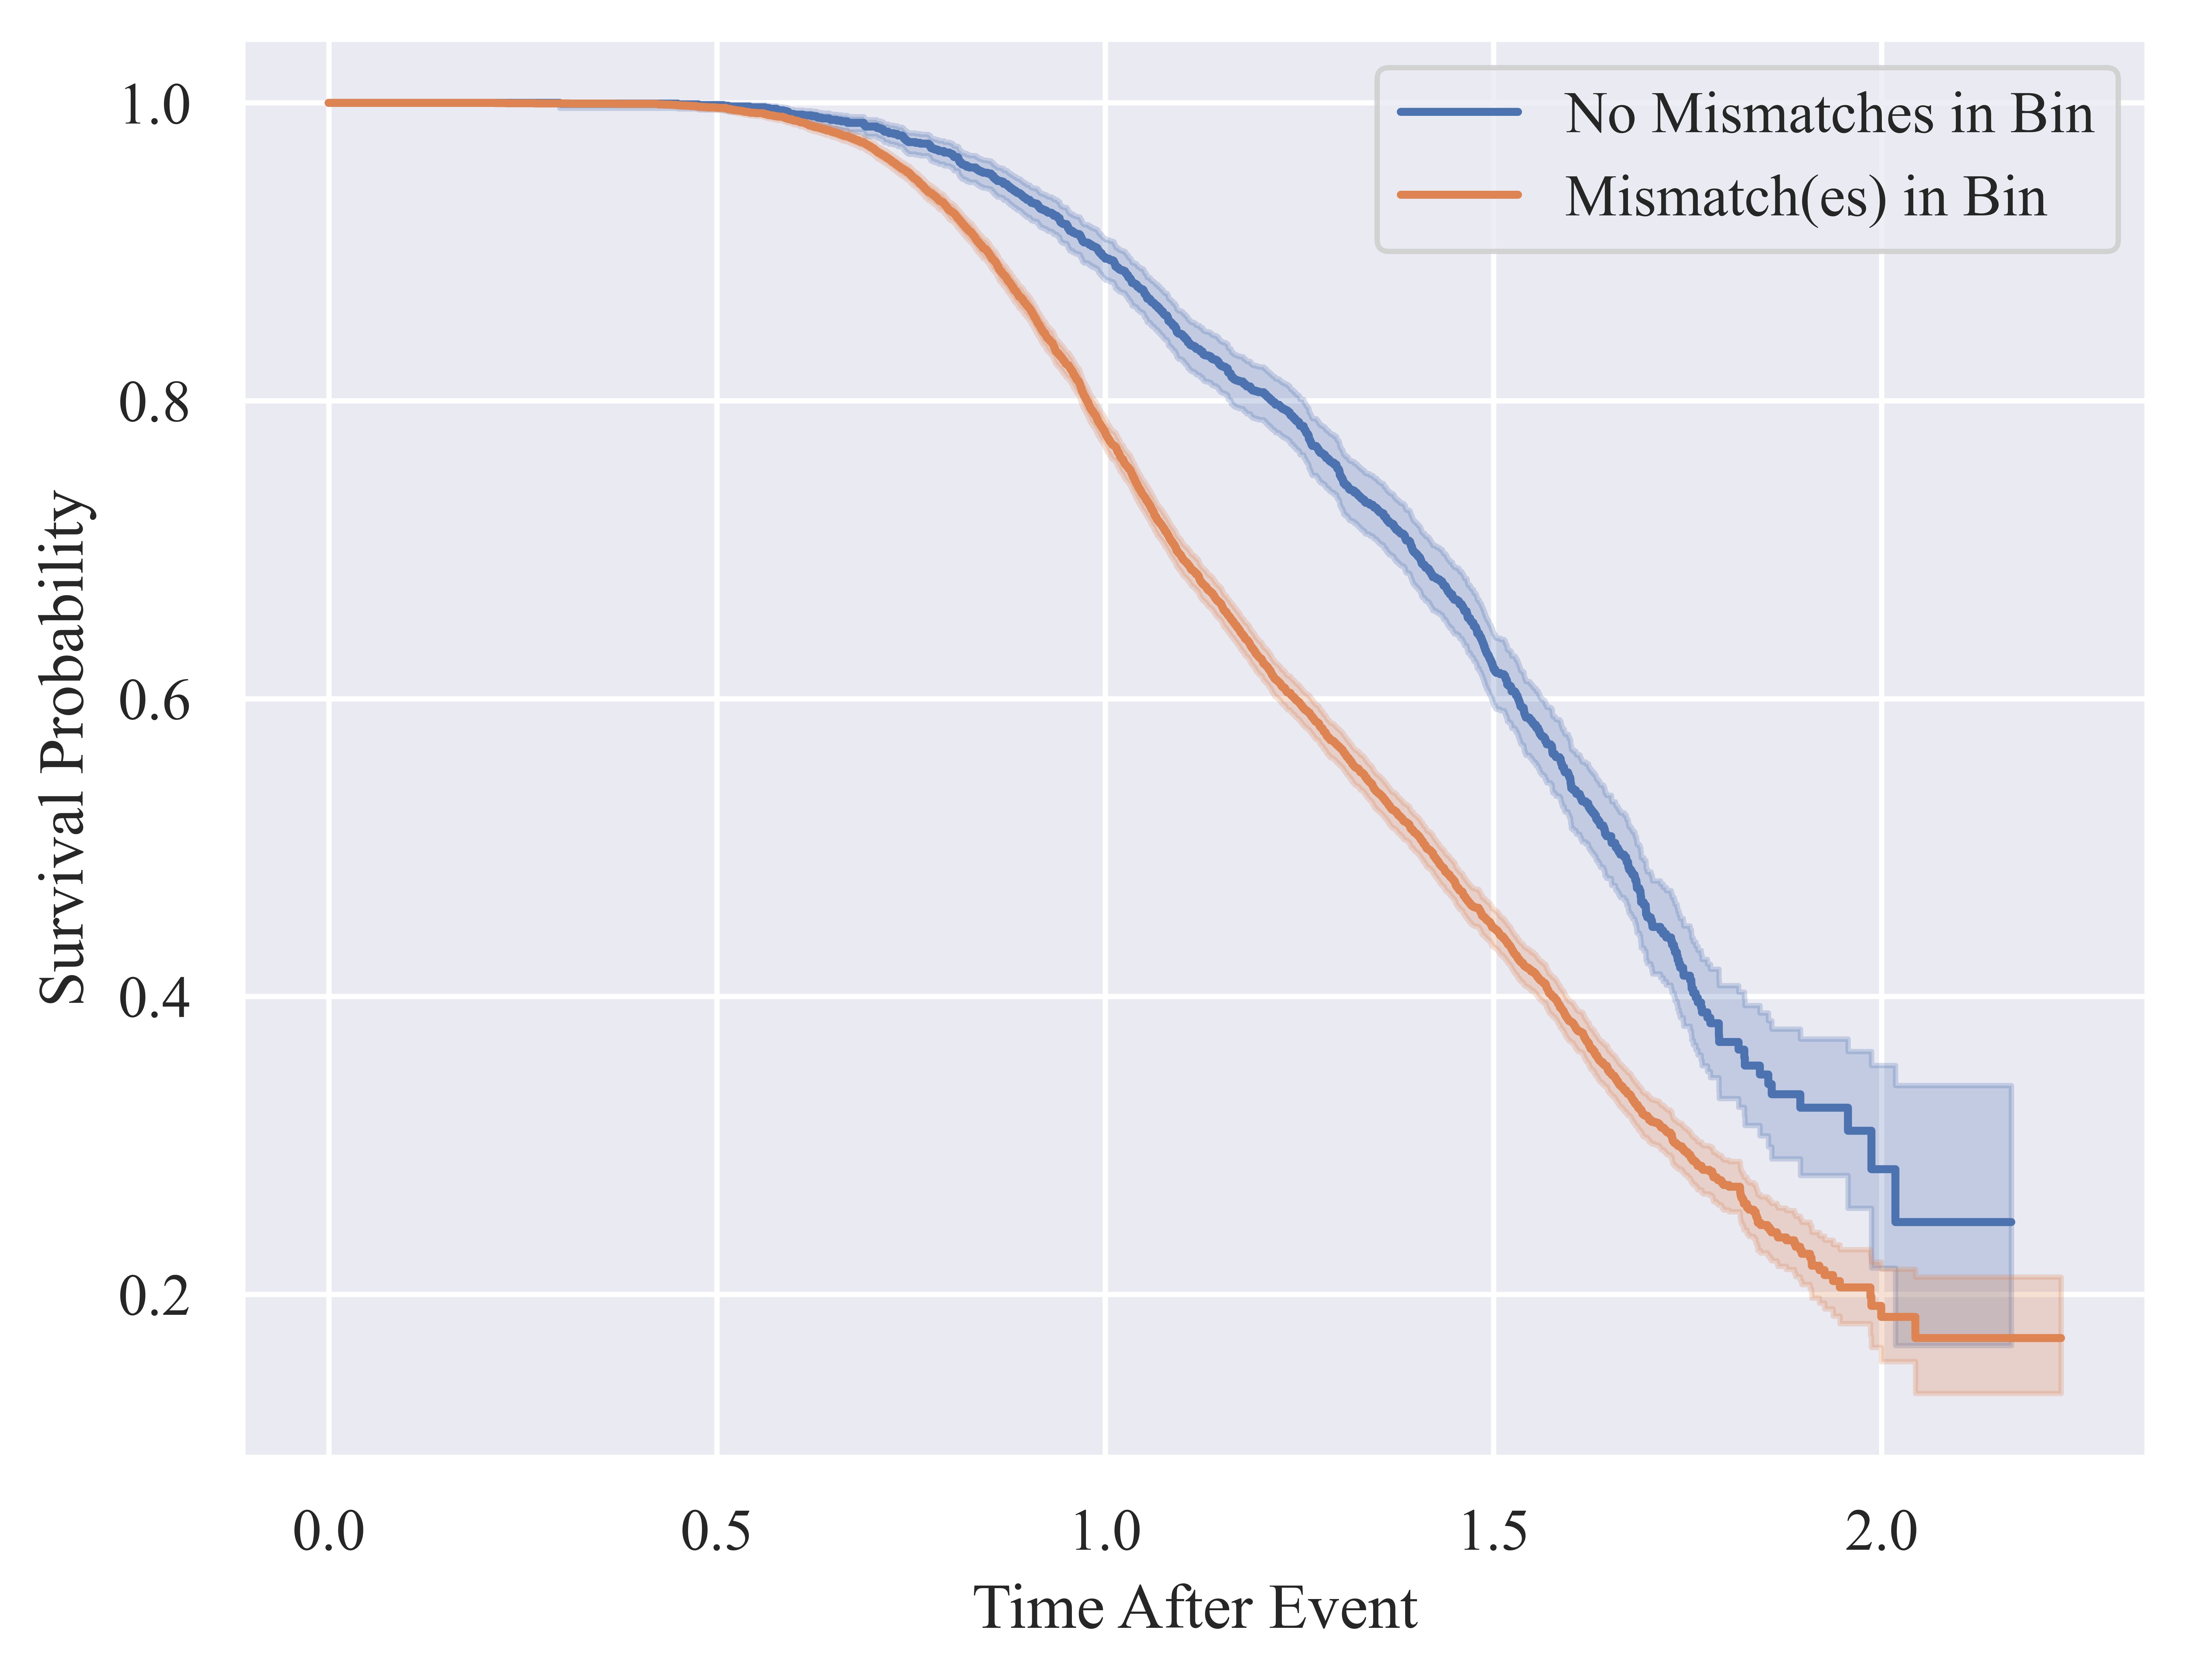 No Mismatches in Bin
Mismatch(es) in Bin
1.0
0.8
0.6
0.4
0.2
Survival Probability
0.0 0.5 1.0 1.5 2.0
Time After Event